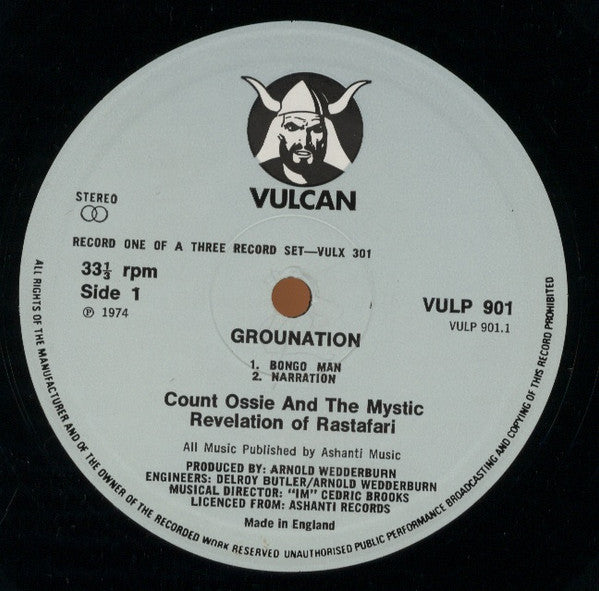 VULCAN
STEREO
RECORD ONE OF A THREE RECORD SET—VULX 301
33⅓ rpm
Side 1
℗ 1974
VULP 901
VULP 901.1
GROUNATION
1. BONGO MAN
2. NARRATION
Count Ossie And The Mystic
Revelation of Rastafari
All Music Published by Ashanti Music
PRODUCED BY: ARNOLD WEDDERBURN
ENGINEERS: DELROY BUTLER/ARNOLD WEDDERBURN
MUSICAL DIRECTOR: "IM" CEDRIC BROOKS
LICENCED FROM: ASHANTI RECORDS
Made in England
ALL RIGHTS OF THE MANUFACTURER AND OF THE OWNER OF THE RECORDED WORK RESERVED UNAUTHORISED PUBLIC PERFORMANCE BROADCASTING AND COPYING OF THIS RECORD PROHIBITED